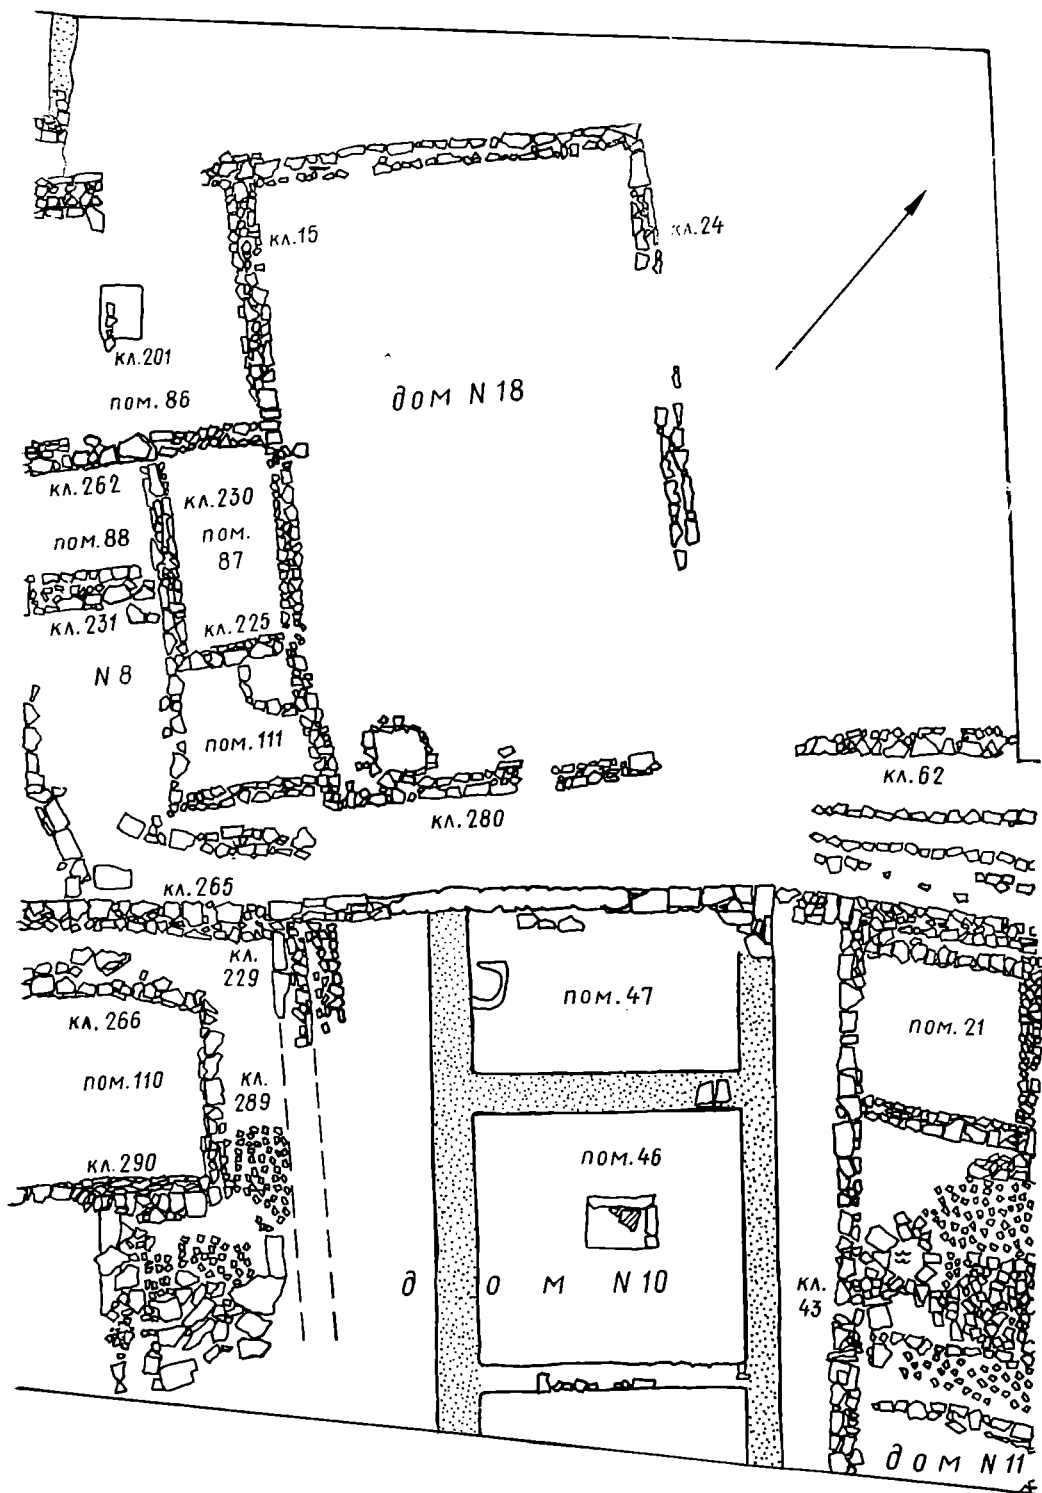 кл.15
кл.24
кл.201
пом.86
дом N 18
кл.262
кл.230
пом.88
пом.
87
кл.231
кл.225
N 8
пом.111
кл.62
кл.280
кл.265
кл.
229
пом.47
кл.266
пом.21
пом.110
кл.
289
пом.46
кл.290
дом N 10
кл.
43
дом N 11